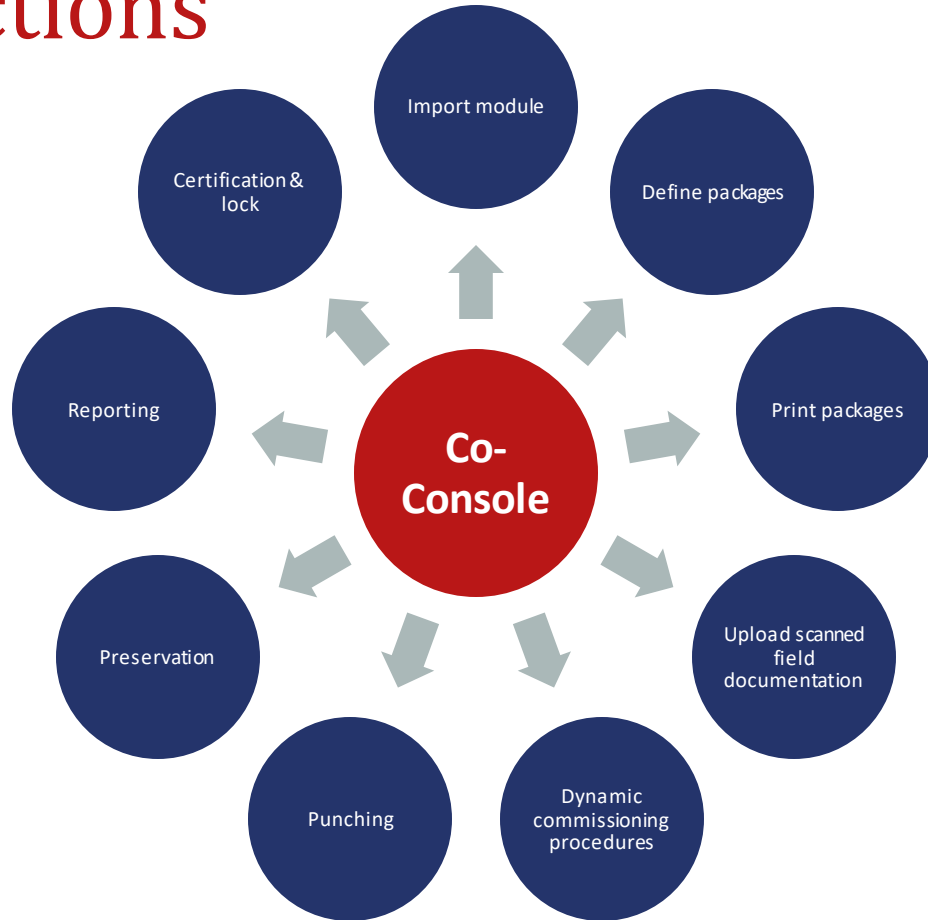 ctions
Import module
Define packages
Print packages
Upload scanned
field
documentation
Dynamic
commissioning
procedures
Punching
Preservation
Reporting
Certification &
lock
Co-
Console